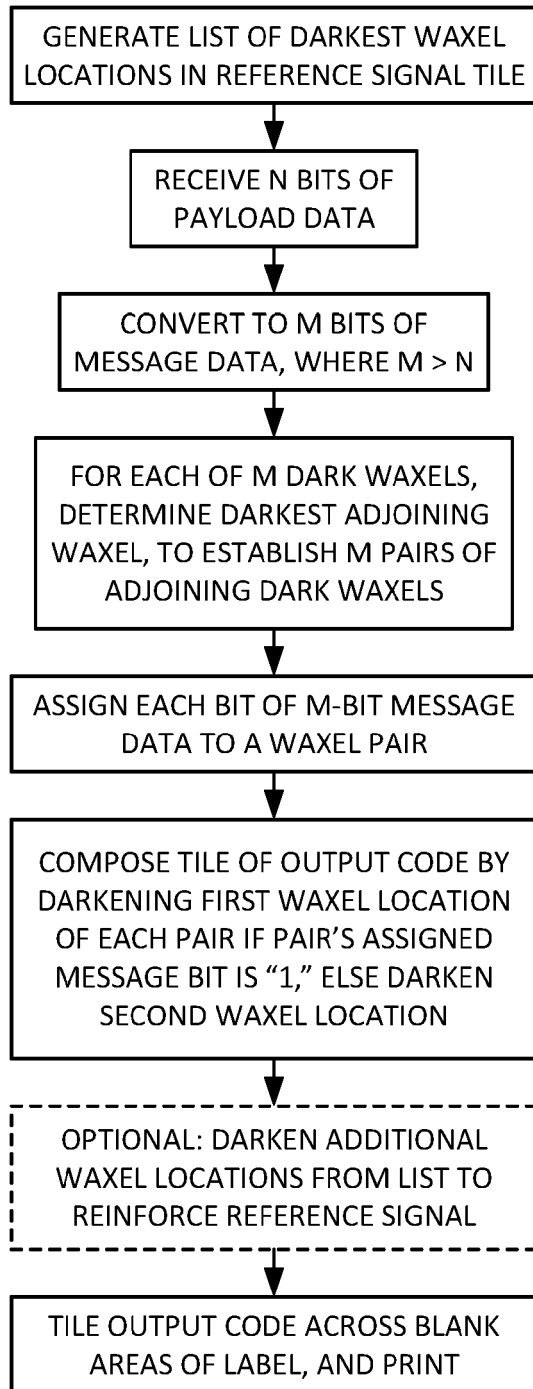 GENERATE LIST OF DARKEST WAXEL
LOCATIONS IN REFERENCE SIGNAL TILE
RECEIVE N BITS OF
PAYLOAD DATA
CONVERT TO M BITS OF
MESSAGE DATA, WHERE M > N
FOR EACH OF M DARK WAXELS,
DETERMINE DARKEST ADJOINING
WAXEL, TO ESTABLISH M PAIRS OF
ADJOINING DARK WAXELS
ASSIGN EACH BIT OF M-BIT MESSAGE
DATA TO A WAXEL PAIR
COMPOSE TILE OF OUTPUT CODE BY
DARKENING FIRST WAXEL LOCATION
OF EACH PAIR IF PAIR’S ASSIGNED
MESSAGE BIT IS “1,” ELSE DARKEN
SECOND WAXEL LOCATION
OPTIONAL: DARKEN ADDITIONAL
WAXEL LOCATIONS FROM LIST TO
REINFORCE REFERENCE SIGNAL
TILE OUTPUT CODE ACROSS BLANK
AREAS OF LABEL, AND PRINT